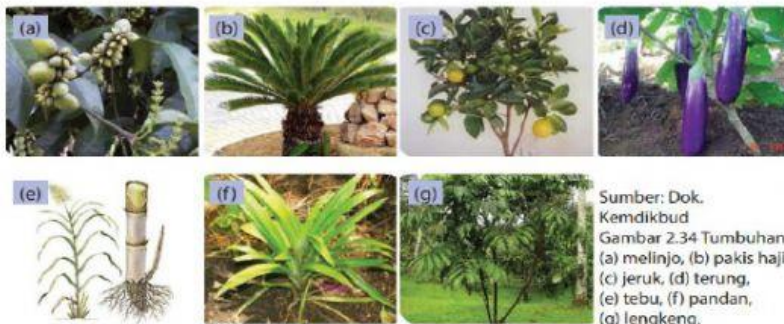 (a)
(b)
(c)
(d)
(e)
(f)
(g)
Sumber: Dok.
Kemdikbud
Gambar 2.34 Tumbuhan
(a) melinjo, (b) pakis haji
(c) jeruk, (d) terung,
(e) tebu, (f) pandan,
(g) lengkeng.